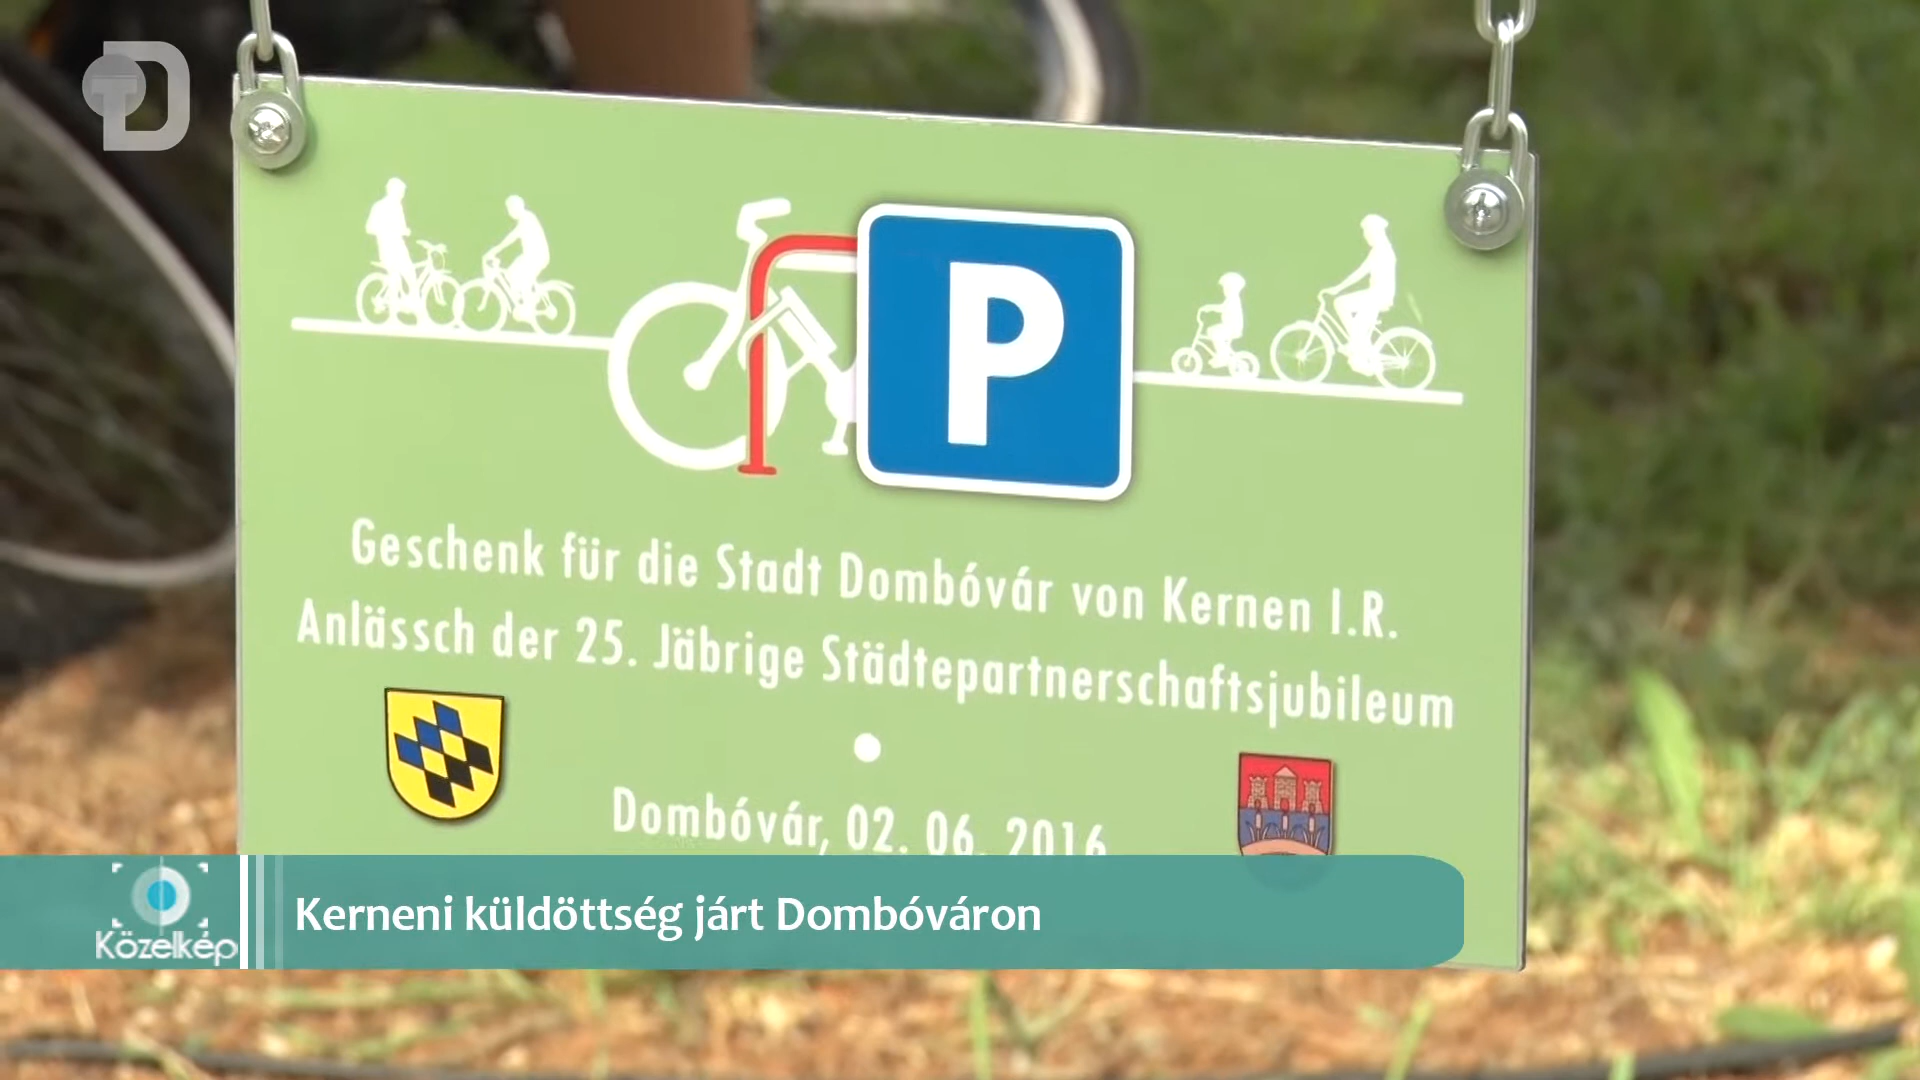 TD
P
Geschenk für die Stadt Dombóvár von Kernen I.R.
Anlässch der 25. Jäbrige Städtepartnerschaftsjubileum
Dombóvár, 02. 06. 2016
Közelkép
Kerneni küldöttség járt Dombóváron